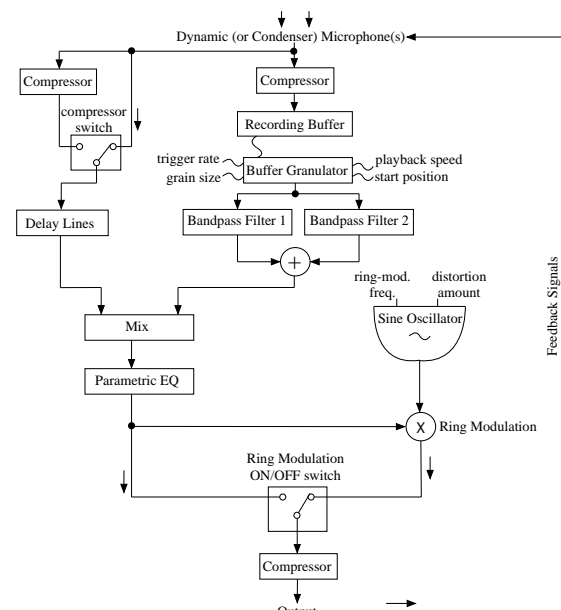 Dynamic (or Condenser) Microphone(s)
Compressor
Compressor
compressor
switch
Recording Buffer
trigger rate
grain size
Buffer Granulator
playback speed
start position
Delay Lines
Bandpass Filter 1
Bandpass Filter 2
+
ring-mod.
freq.
distortion
amount
Sine Oscillator
Mix
Parametric EQ
X
Ring Modulation
Feedback Signals
Ring Modulation
ON/OFF switch
Compressor
Output